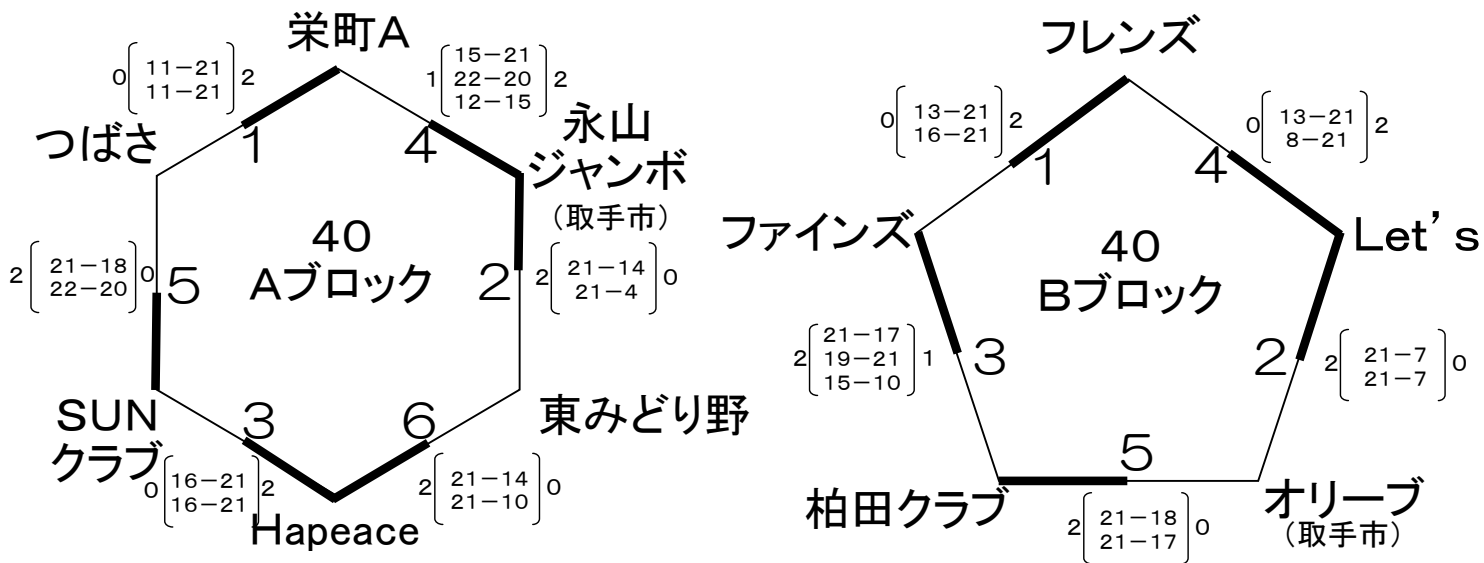 栄町A
0 11－21 2
11－21
1 15－21 2
22－20
12－15
つばさ
1
4
永山
ジャンボ
（取手市）
40
Aブロック
2 21－18 0
22－20
5
2
2 21－14 0
21－4
SUN
クラブ
3
6
東みどり野
0 16－21 2
16－21
2 21－14 0
21－10
Hapeace
フレンズ
0 13－21 2
16－21
0 13－21 2
8－21
1
4
ファインズ
Let's
40
Bブロック
2 21－17 1
19－21
15－10
3
2
2 21－7 0
21－7
5
柏田クラブ
オリーブ
（取手市）
2 21－18 0
21－17